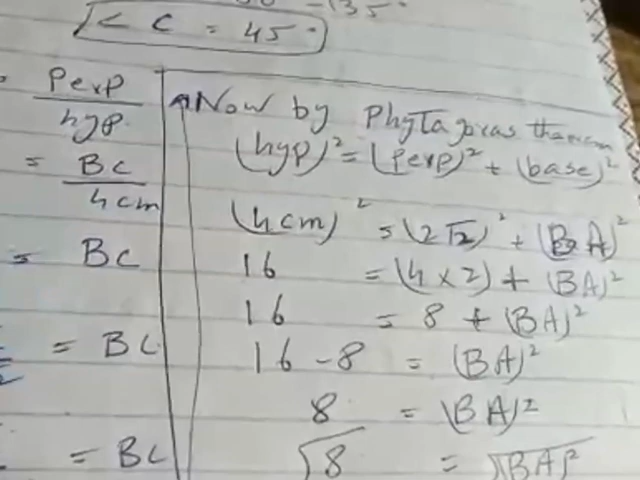 < C = 45°
Perp
hyp
= BC
4cm
= BC
= BC
= BC
Now by Phytagoras theorem
(hyp)² = (perp)² + (base)²
(4cm)² = (2√2)² + (BA)²
16 = (4 × 2) + (BA)²
16 = 8 + (BA)²
16 - 8 = (BA)²
8 = (BA)²
√8 = √(BA)²